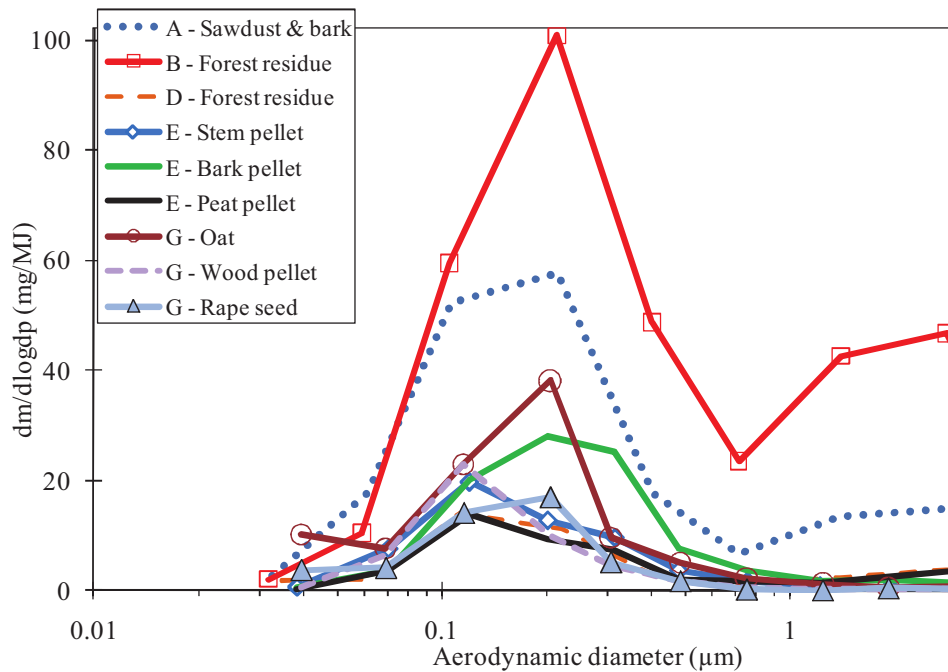 100
80
60
40
20
0
dm/dlogdp (mg/MJ)
A - Sawdust & bark
B - Forest residue
D - Forest residue
E - Stem pellet
E - Bark pellet
E - Peat pellet
G - Oat
G - Wood pellet
G - Rape seed
0.01
0.1
1
Aerodynamic diameter (µm)